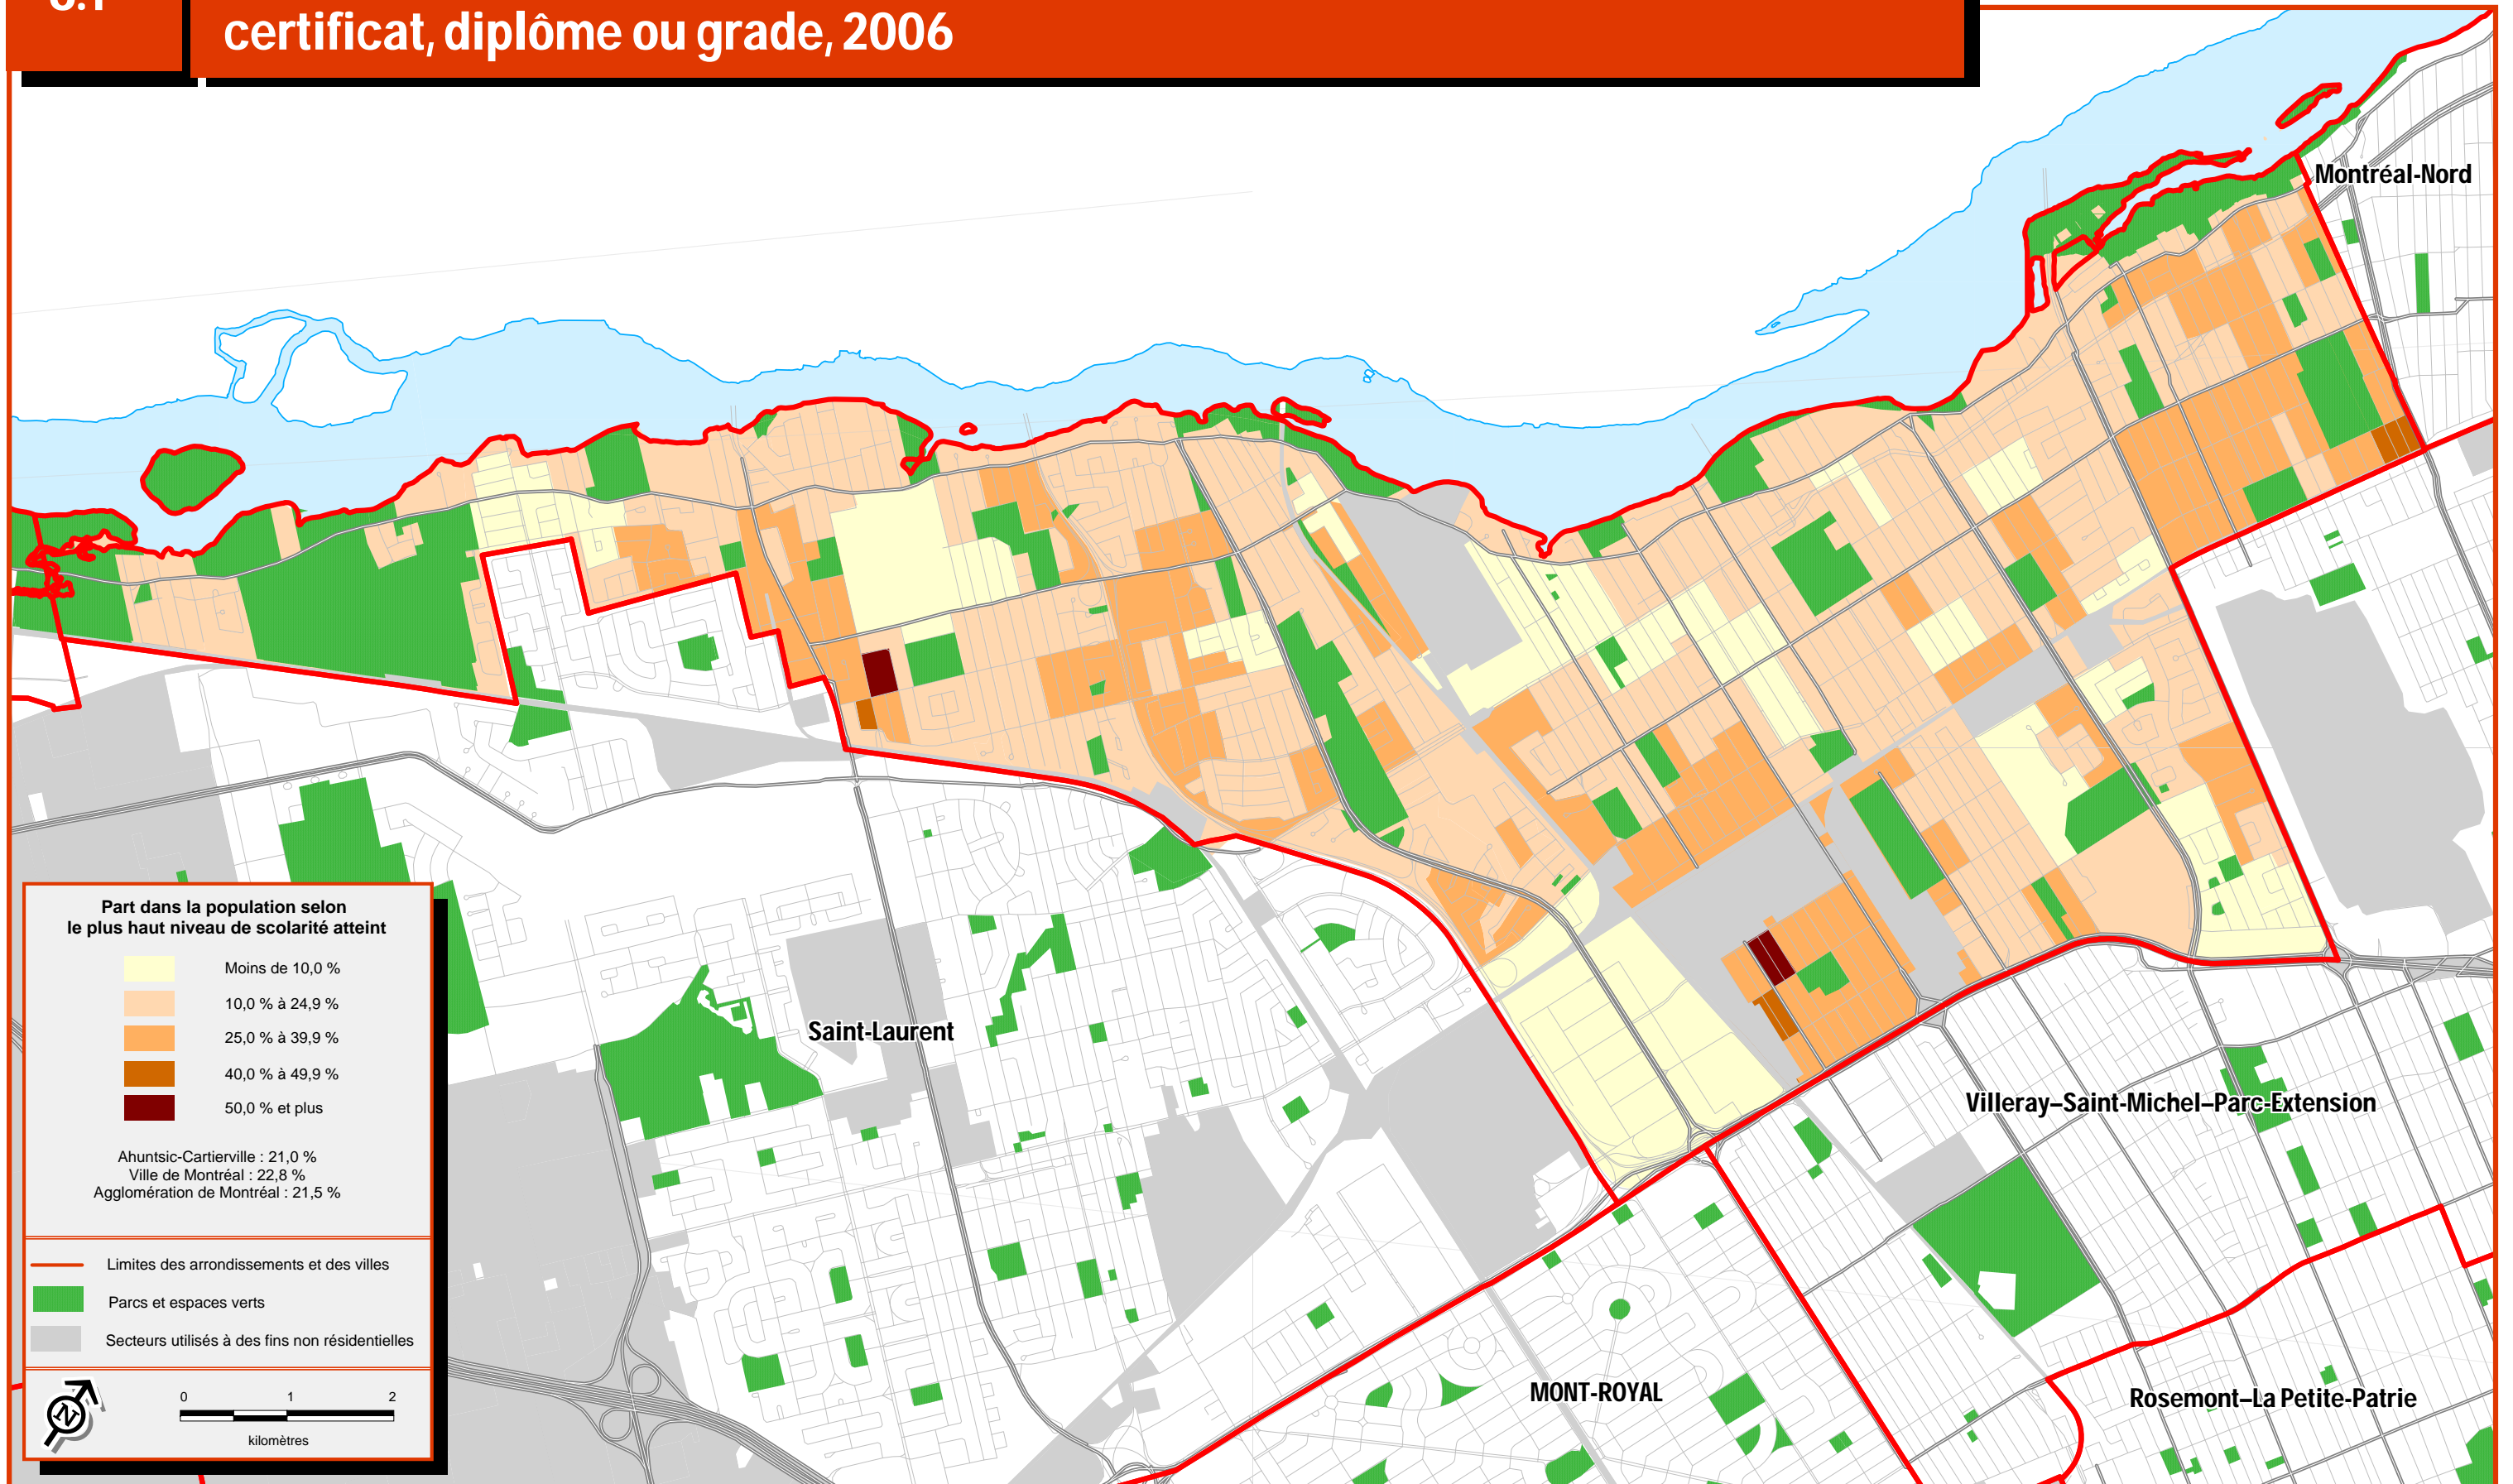 certificat, diplôme ou grade, 2006
Montréal-Nord
Saint-Laurent
Villeray–Saint-Michel–Parc-Extension
MONT-ROYAL
Rosemont–La Petite-Patrie
Part dans la population selon
le plus haut niveau de scolarité atteint
Moins de 10,0 %
10,0 % à 24,9 %
25,0 % à 39,9 %
40,0 % à 49,9 %
50,0 % et plus
Ahuntsic-Cartierville : 21,0 %
Ville de Montréal : 22,8 %
Agglomération de Montréal : 21,5 %
Limites des arrondissements et des villes
Parcs et espaces verts
Secteurs utilisés à des fins non résidentielles
N
0 1 2
kilomètres